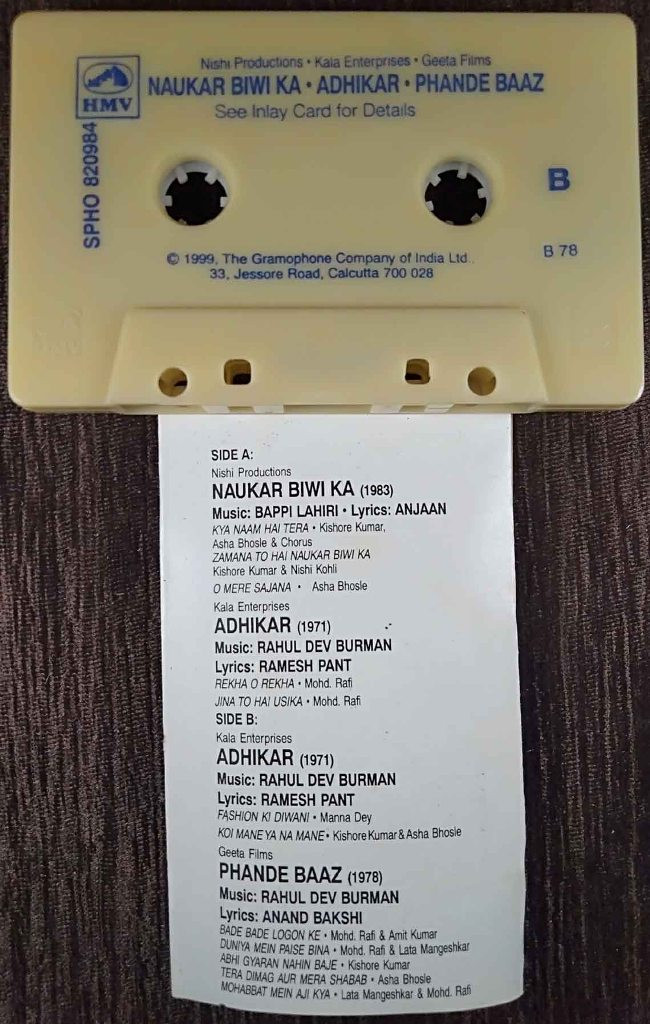 Nishi Productions • Kala Enterprises • Geeta Films
HMV
NAUKAR BIWI KA • ADHIKAR • PHANDE BAAZ
See Inlay Card for Details
SPHO 820984
B
B 78
© 1999, The Gramophone Company of India Ltd.,
33, Jessore Road, Calcutta 700 028
SIDE A:
Nishi Productions
NAUKAR BIWI KA (1983)
Music: BAPPI LAHIRI • Lyrics: ANJAAN
KYA NAAM HAI TERA • Kishore Kumar,
Asha Bhosle & Chorus
ZAMANA TO HAI NAUKAR BIWI KA
Kishore Kumar & Nishi Kohli
O MERE SAJANA • Asha Bhosle
Kala Enterprises
ADHIKAR (1971)
Music: RAHUL DEV BURMAN
Lyrics: RAMESH PANT
REKHA O REKHA • Mohd. Rafi
JINA TO HAI USIKA • Mohd. Rafi
SIDE B:
Kala Enterprises
ADHIKAR (1971)
Music: RAHUL DEV BURMAN
Lyrics: RAMESH PANT
FASHION KI DIWANI • Manna Dey
KOI MANE YA NA MANE • Kishore Kumar & Asha Bhosle
Geeta Films
PHANDE BAAZ (1978)
Music: RAHUL DEV BURMAN
Lyrics: ANAND BAKSHI
BADE BADE LOGON KE • Mohd. Rafi & Amit Kumar
DUNIYA MEIN PAISE BINA • Mohd. Rafi & Lata Mangeshkar
ABHI GYARAN NAHIN BAJE • Kishore Kumar
TERA DIMAG AUR MERA SHABAB • Asha Bhosle
MOHABBAT MEIN AJI KYA • Lata Mangeshkar & Mohd. Rafi